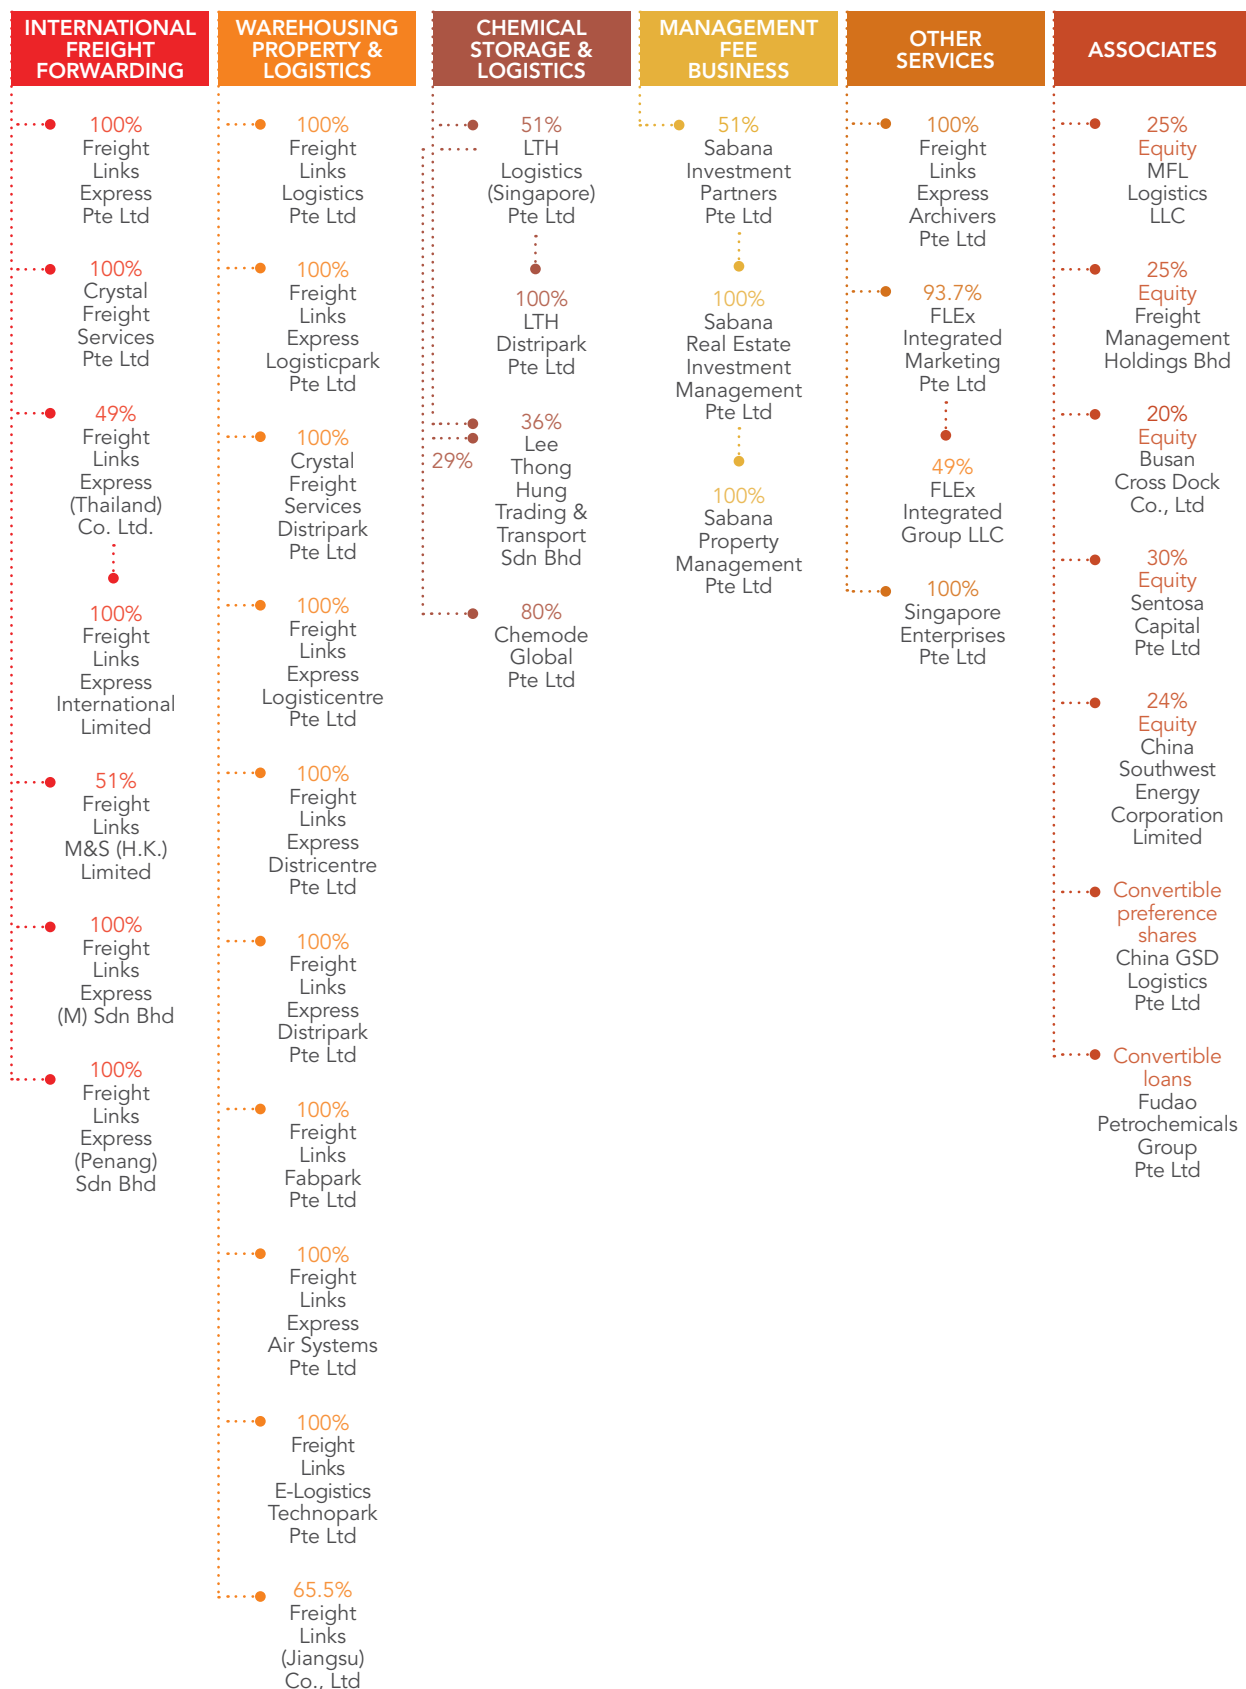 INTERNATIONAL
FREIGHT
FORWARDING
100%
Freight
Links
Express
Pte Ltd
100%
Crystal
Freight
Services
Pte Ltd
49%
Freight
Links
Express
(Thailand)
Co. Ltd.
100%
Freight
Links
Express
International
Limited
51%
Freight
Links
M&S (H.K.)
Limited
100%
Freight
Links
Express
(M) Sdn Bhd
100%
Freight
Links
Express
(Penang)
Sdn Bhd
WAREHOUSING
PROPERTY &
LOGISTICS
100%
Freight
Links
Logistics
Pte Ltd
100%
Freight
Links
Express
Logisticpark
Pte Ltd
100%
Crystal
Freight
Services
Distripark
Pte Ltd
100%
Freight
Links
Express
Logisticentre
Pte Ltd
100%
Freight
Links
Express
Districentre
Pte Ltd
100%
Freight
Links
Express
Distripark
Pte Ltd
100%
Freight
Links
Fabpark
Pte Ltd
100%
Freight
Links
Express
Air Systems
Pte Ltd
100%
Freight
Links
E-Logistics
Technopark
Pte Ltd
65.5%
Freight
Links
(Jiangsu)
Co., Ltd
CHEMICAL
STORAGE &
LOGISTICS
51%
LTH
Logistics
(Singapore)
Pte Ltd
100%
LTH
Distripark
Pte Ltd
36%
29%
Lee
Thong
Hung
Trading &
Transport
Sdn Bhd
80%
Chemode
Global
Pte Ltd
MANAGEMENT
FEE
BUSINESS
51%
Sabana
Investment
Partners
Pte Ltd
100%
Sabana
Real Estate
Investment
Management
Pte Ltd
100%
Sabana
Property
Management
Pte Ltd
OTHER
SERVICES
100%
Freight
Links
Express
Archivers
Pte Ltd
93.7%
FLEx
Integrated
Marketing
Pte Ltd
49%
FLEx
Integrated
Group LLC
100%
Singapore
Enterprises
Pte Ltd
ASSOCIATES
25%
Equity
MFL
Logistics
LLC
25%
Equity
Freight
Management
Holdings Bhd
20%
Equity
Busan
Cross Dock
Co., Ltd
30%
Equity
Sentosa
Capital
Pte Ltd
24%
Equity
China
Southwest
Energy
Corporation
Limited
Convertible
preference
shares
China GSD
Logistics
Pte Ltd
Convertible
loans
Fudao
Petrochemicals
Group
Pte Ltd